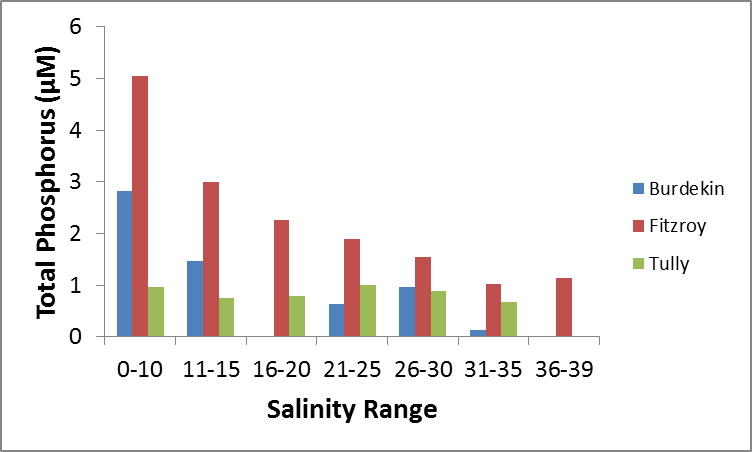 Total Phosphorus (µM)
6
5
4
3
2
1
0
0-10 11-15 16-20 21-25 26-30 31-35 36-39
Salinity Range
Burdekin
Fitzroy
Tully